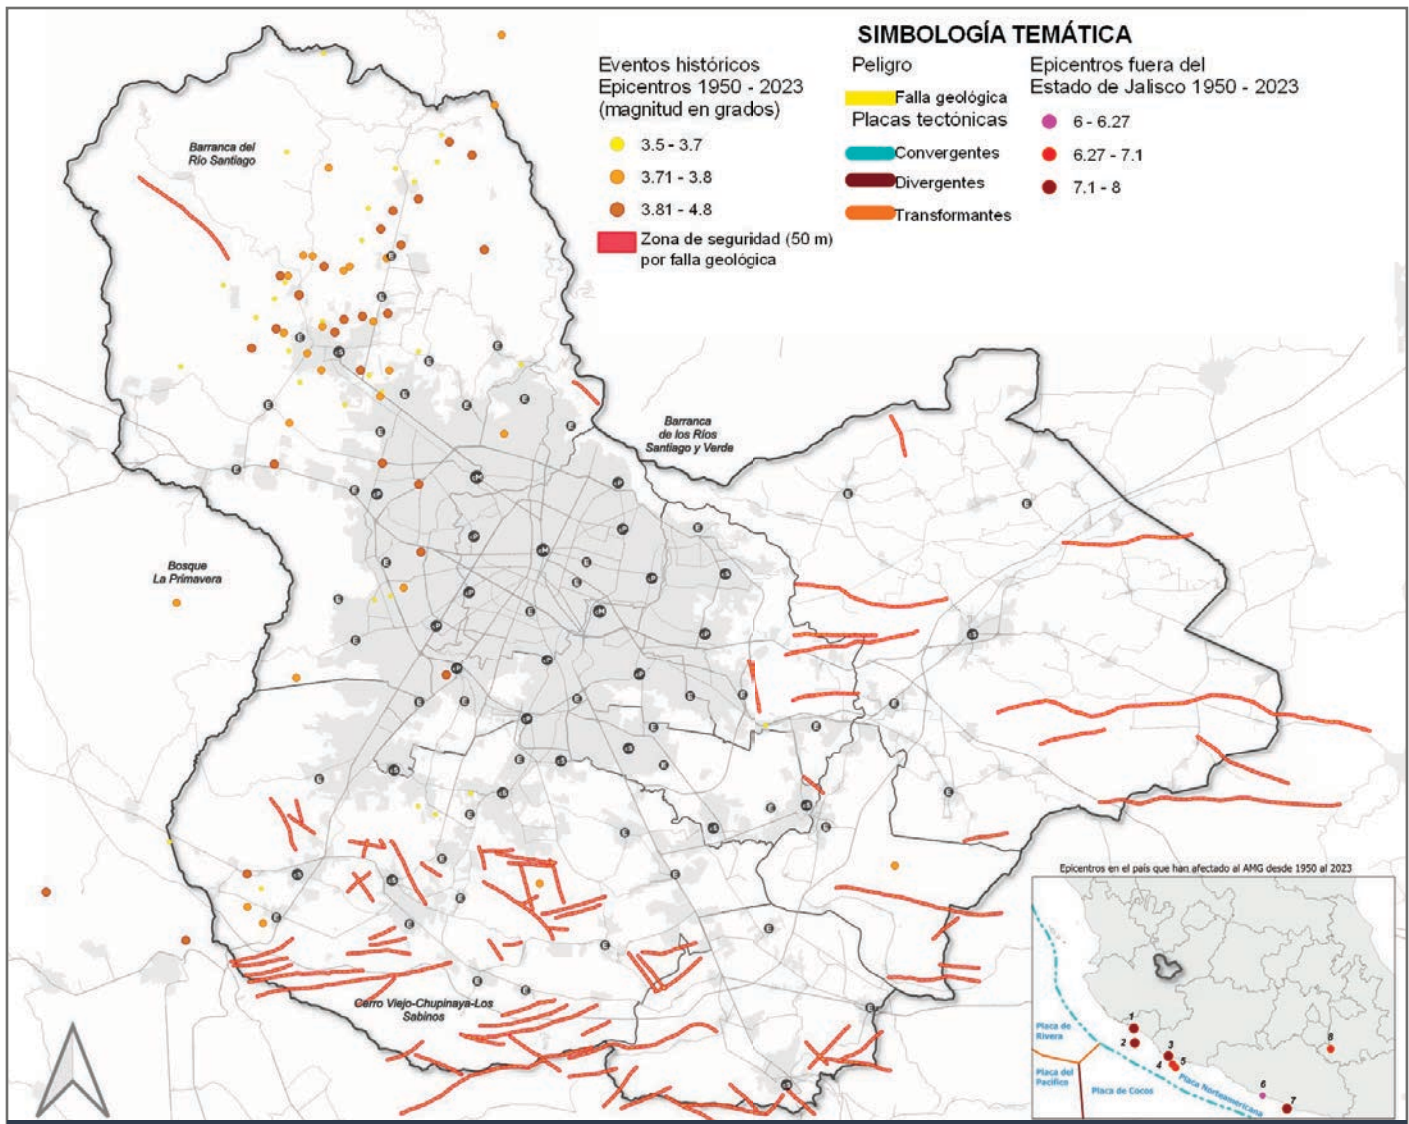 SIMBOLOGÍA TEMÁTICA
Eventos históricos
Epicentros 1950 - 2023
(magnitud en grados)
3.5 - 3.7
3.71 - 3.8
3.81 - 4.8
Zona de seguridad (50 m)
por falla geológica
Peligro
Falla geológica
Placas tectónicas
Convergentes
Divergentes
Transformantes
Epicentros fuera del
Estado de Jalisco 1950 - 2023
6 - 6.27
6.27 - 7.1
7.1 - 8
Barranca del
Río Santiago
Barranca
de los Ríos
Santiago y Verde
Bosque
La Primavera
Cerro Viejo-Chupinaya-Los
Sabinos
Epicentros en el país que han afectado al AMG desde 1950 al 2023
1
2
3
4
5
6
7
8
Placa de
Rivera
Placa del
Pacífico
Placa de Cocos
Placa Norteamericana